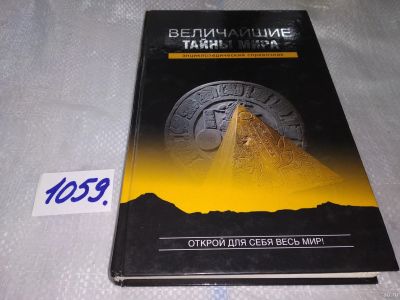 ВЕЛИЧАЙШИЕ
ТАЙНЫ МИРА
энциклопедический справочник
1059.
ОТКРОЙ ДЛЯ СЕБЯ ВЕСЬ МИР!